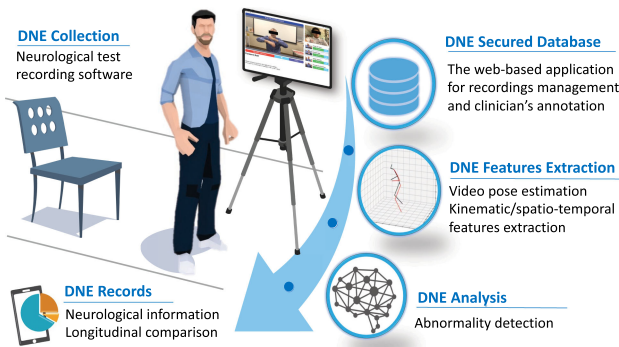 DNE Collection
Neurological test
recording software
DNE Secured Database
The web-based application
for recordings management
and clinician's annotation
DNE Features Extraction
Video pose estimation
Kinematic/spatio-temporal
features extraction
DNE Analysis
Abnormality detection
DNE Records
Neurological information
Longitudinal comparison